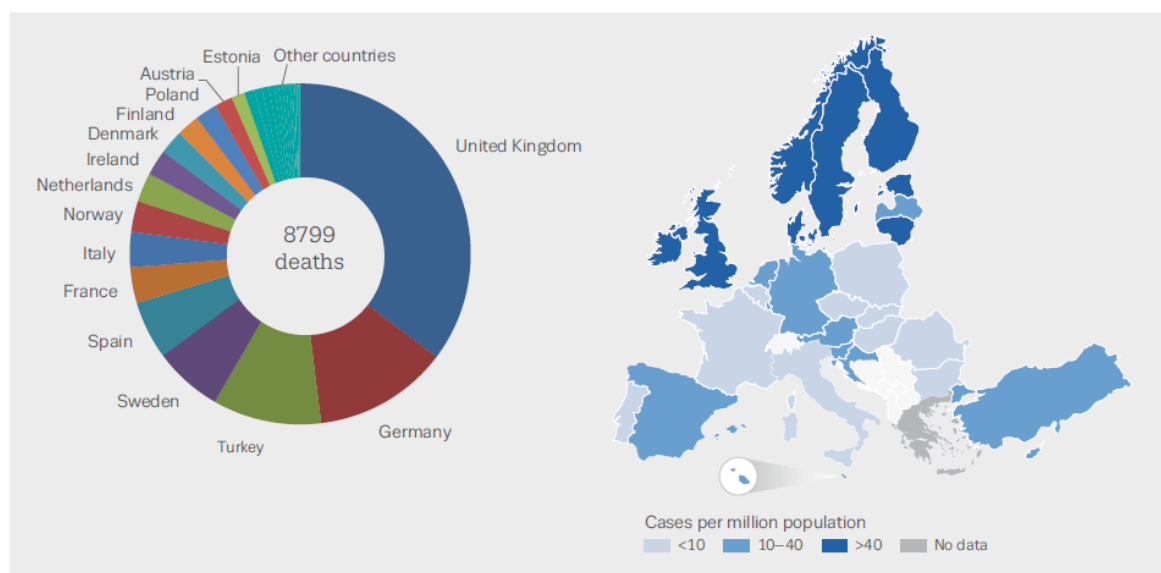 Estonia
Other countries
Austria
Poland
Finland
Denmark
Ireland
Netherlands
Norway
Italy
France
Spain
Sweden
Turkey
Germany
United Kingdom
8799
deaths
Cases per million population
<10
10–40
>40
No data